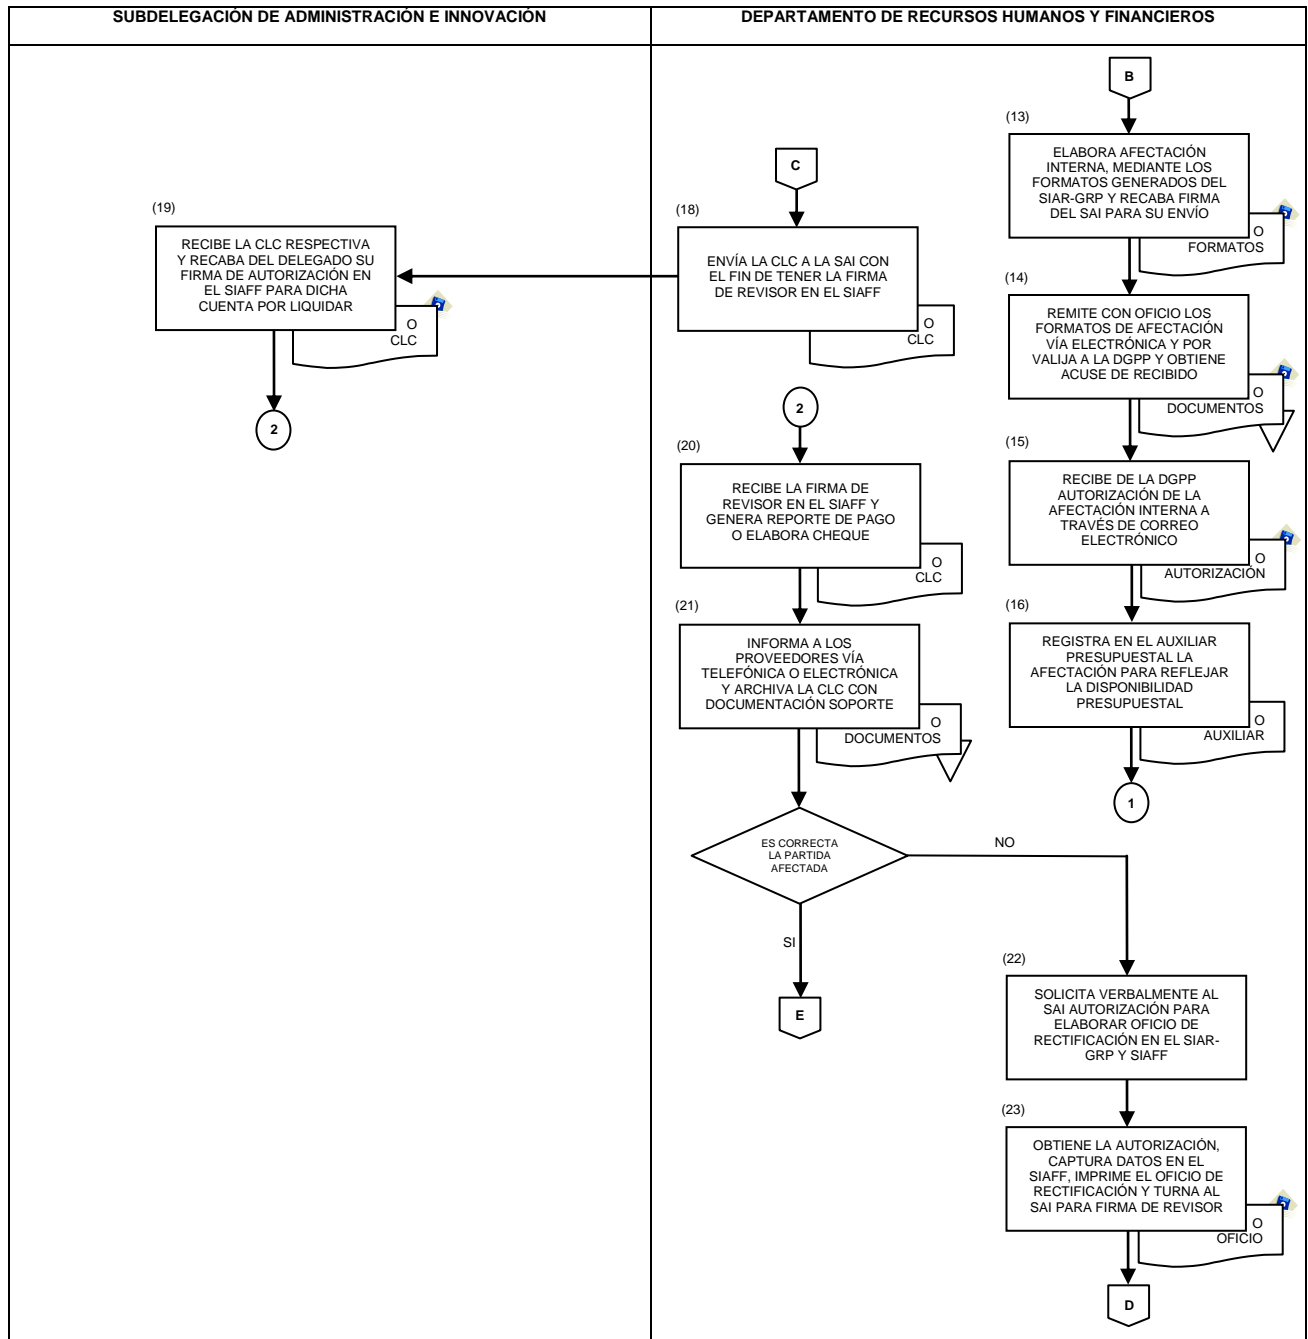 SUBDELEGACIÓN DE ADMINISTRACIÓN E INNOVACIÓN
DEPARTAMENTO DE RECURSOS HUMANOS Y FINANCIEROS
(19)
RECIBE LA CLC RESPECTIVA
Y RECABA DEL DELEGADO SU
FIRMA DE AUTORIZACIÓN EN
EL SIAFF PARA DICHA
CUENTA POR LIQUIDAR
O
CLC
2
C
(18)
ENVÍA LA CLC A LA SAI CON
EL FIN DE TENER LA FIRMA
DE REVISOR EN EL SIAFF
O
CLC
2
(20)
RECIBE LA FIRMA DE
REVISOR EN EL SIAFF Y
GENERA REPORTE DE PAGO
O ELABORA CHEQUE
O
CLC
(21)
INFORMA A LOS
PROVEEDORES VÍA
TELEFÓNICA O ELECTRÓNICA
Y ARCHIVA LA CLC CON
DOCUMENTACIÓN SOPORTE
O
DOCUMENTOS
ES CORRECTA
LA PARTIDA
AFECTADA
NO
SI
E
B
(13)
ELABORA AFECTACIÓN
INTERNA, MEDIANTE LOS
FORMATOS GENERADOS DEL
SIAR-GRP Y RECABA FIRMA
DEL SAI PARA SU ENVÍO
O
FORMATOS
(14)
REMITE CON OFICIO LOS
FORMATOS DE AFECTACIÓN
VÍA ELECTRÓNICA Y POR
VALIJA A LA DGPP Y OBTIENE
ACUSE DE RECIBIDO
O
DOCUMENTOS
(15)
RECIBE DE LA DGPP
AUTORIZACIÓN DE LA
AFECTACIÓN INTERNA A
TRAVÉS DE CORREO
ELECTRÓNICO
O
AUTORIZACIÓN
(16)
REGISTRA EN EL AUXILIAR
PRESUPUESTAL LA
AFECTACIÓN PARA REFLEJAR
LA DISPONIBILIDAD
PRESUPUESTAL
O
AUXILIAR
1
(22)
SOLICITA VERBALMENTE AL
SAI AUTORIZACIÓN PARA
ELABORAR OFICIO DE
RECTIFICACIÓN EN EL SIAR-
GRP Y SIAFF
(23)
OBTIENE LA AUTORIZACIÓN,
CAPTURA DATOS EN EL
SIAFF, IMPRIME EL OFICIO DE
RECTIFICACIÓN Y TURNA AL
SAI PARA FIRMA DE REVISOR
O
OFICIO
D